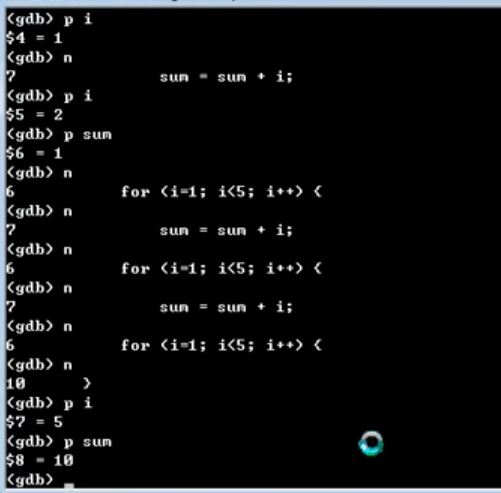 (gdb) p i
$4 = 1
(gdb) n
7               sum = sum + i;
(gdb) p i
$5 = 2
(gdb) p sum
$6 = 1
(gdb) n
6           for (i=1; i<5; i++) {
(gdb) n
7               sum = sum + i;
(gdb) n
6           for (i=1; i<5; i++) {
(gdb) n
7               sum = sum + i;
(gdb) n
6           for (i=1; i<5; i++) {
(gdb) n
10      }
(gdb) p i
$7 = 5
(gdb) p sum
$8 = 10
(gdb) _